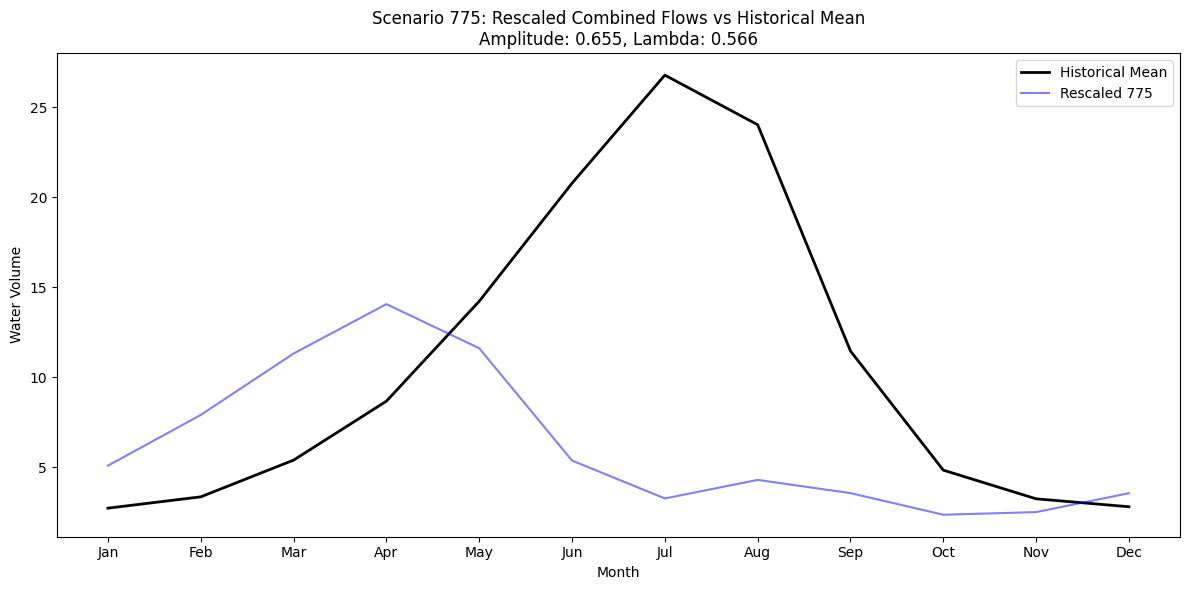 Scenario 775: Rescaled Combined Flows vs Historical Mean
Amplitude: 0.655, Lambda: 0.566
Historical Mean
Rescaled 775
Water Volume
25
20
15
10
5
Jan Feb Mar Apr May Jun Jul Aug Sep Oct Nov Dec
Month